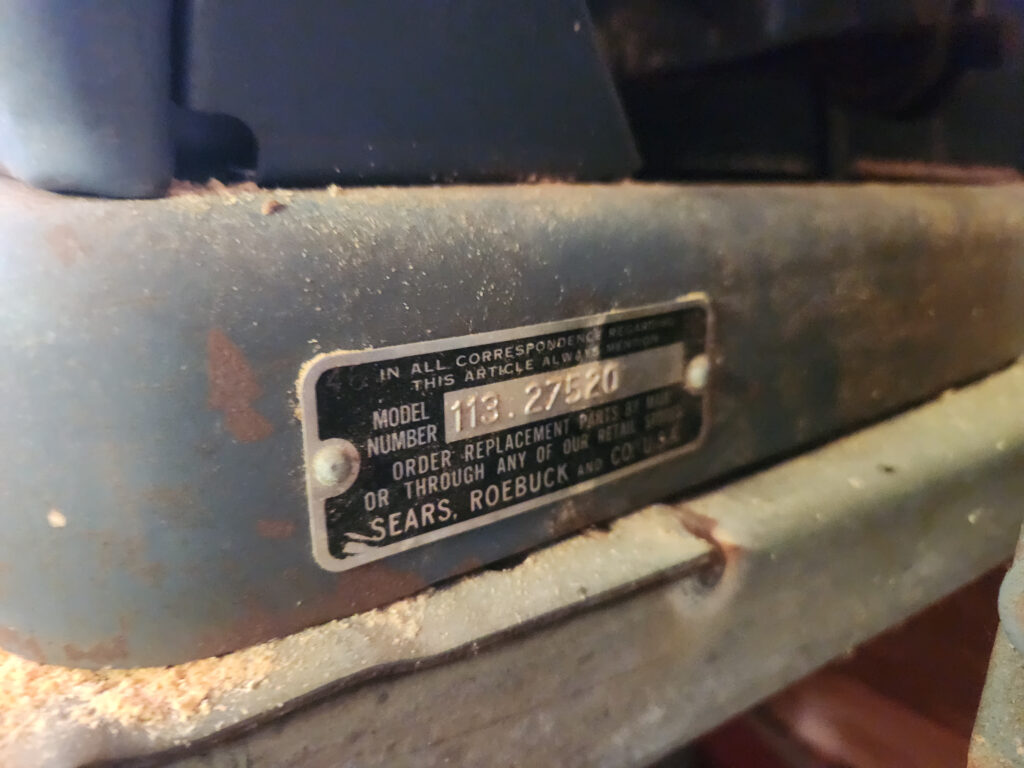 IN ALL CORRESPONDENCE REGARDING
THIS ARTICLE ALWAYS MENTION
MODEL
NUMBER
113.27520
ORDER REPLACEMENT PARTS BY MAIL
OR THROUGH ANY OF OUR RETAIL STORES
SEARS, ROEBUCK AND CO. U.S.A.